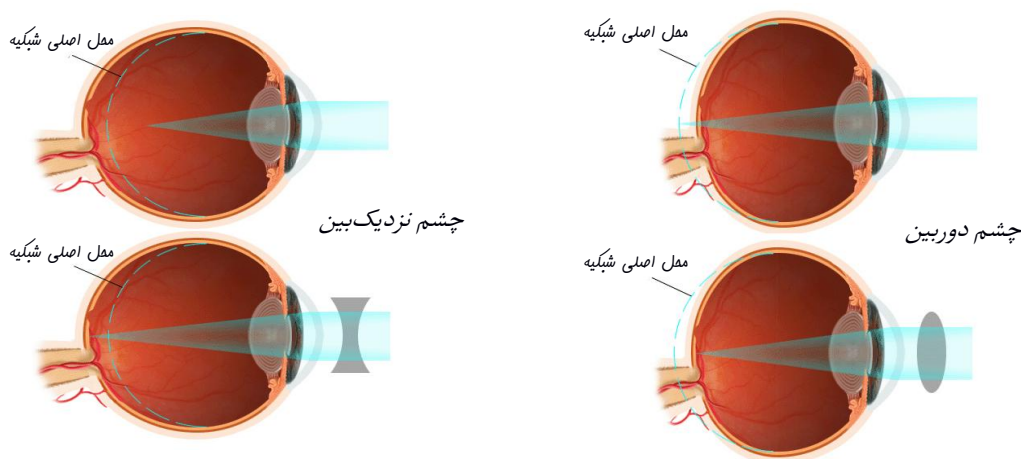 محل اصلی شبکیه
چشم دوربین
محل اصلی شبکیه
محل اصلی شبکیه
چشم نزدیک‌بین
محل اصلی شبکیه